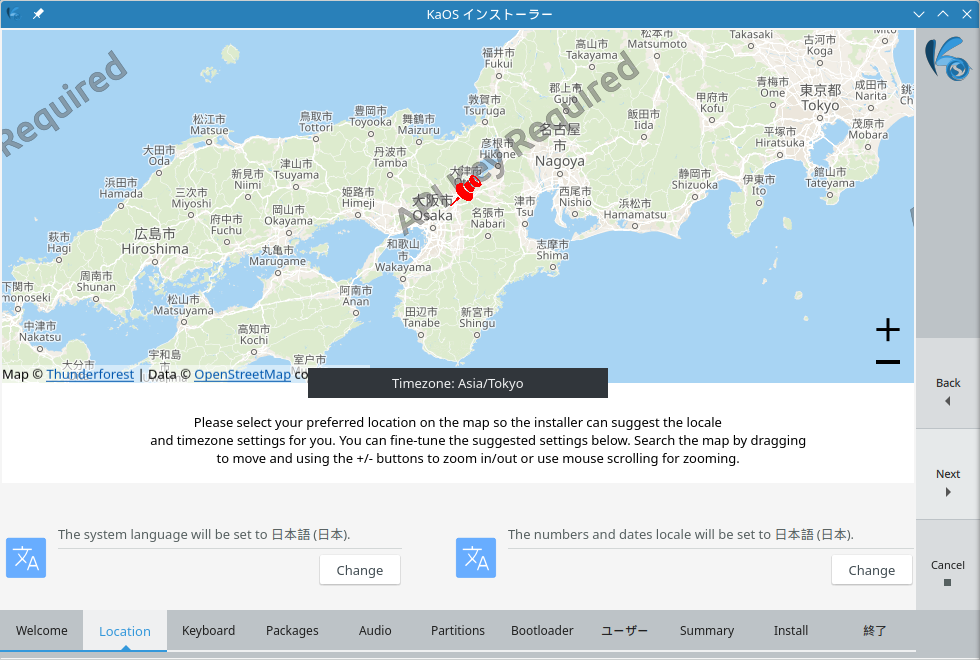 KaOS インストーラー
API Key Required
Required
福井市
Fukui
高山市
Takayama
松本市
Matsumoto
Takasaki
古河市
Koga
Mito
郡上市
Gujo
敦賀市
Tsuruga
飯田市
Iida
甲府市
Kofu
青梅市
Ome
東京都
Tokyo
成田市
Narita
銚
Ch
松江市
Matsue
鳥取市
Tottori
豊岡市
Toyooka
舞鶴市
Maizuru
彦根市
Hikone
名古屋
市
Nagoya
平塚市
Hiratsuka
茂原市
Mobara
大田市
Oda
丹波市
Tamba
大津市
津山市
Tsuyama
新見市
Niimi
静岡市
Shizuoka
伊東市
Ito
館山市
Tateyama
浜田市
Hamada
三次市
Miyoshi
姫路市
Himeji
大阪市
Osaka
西尾市
Nishio
浜松市
Hamamatsu
津市
Tsu
名張市
Nabari
岡山市
Okayama
府中市
Fuchu
萩市
Hagi
広島市
Hiroshima
丸亀市
Marugame
和歌山
市
Wakayama
志摩市
Shima
周南市
Shunan
下関市
monoseki
松山市
Matsuyama
阿南市
Anan
田辺市
Tanabe
新宮市
Shingu
中津市
Nakatsu
高知市
Kochi
宇和島
市
室戸市
大分市
+
−
Map © Thunderforest | Data © OpenStreetMap co
Timezone: Asia/Tokyo
Please select your preferred location on the map so the installer can suggest the locale
and timezone settings for you. You can fine-tune the suggested settings below. Search the map by dragging
to move and using the +/- buttons to zoom in/out or use mouse scrolling for zooming.
The system language will be set to 日本語 (日本).
Change
The numbers and dates locale will be set to 日本語 (日本).
Change
Back
Next
Cancel
Welcome Location Keyboard Packages Audio Partitions Bootloader ユーザー Summary Install 終了